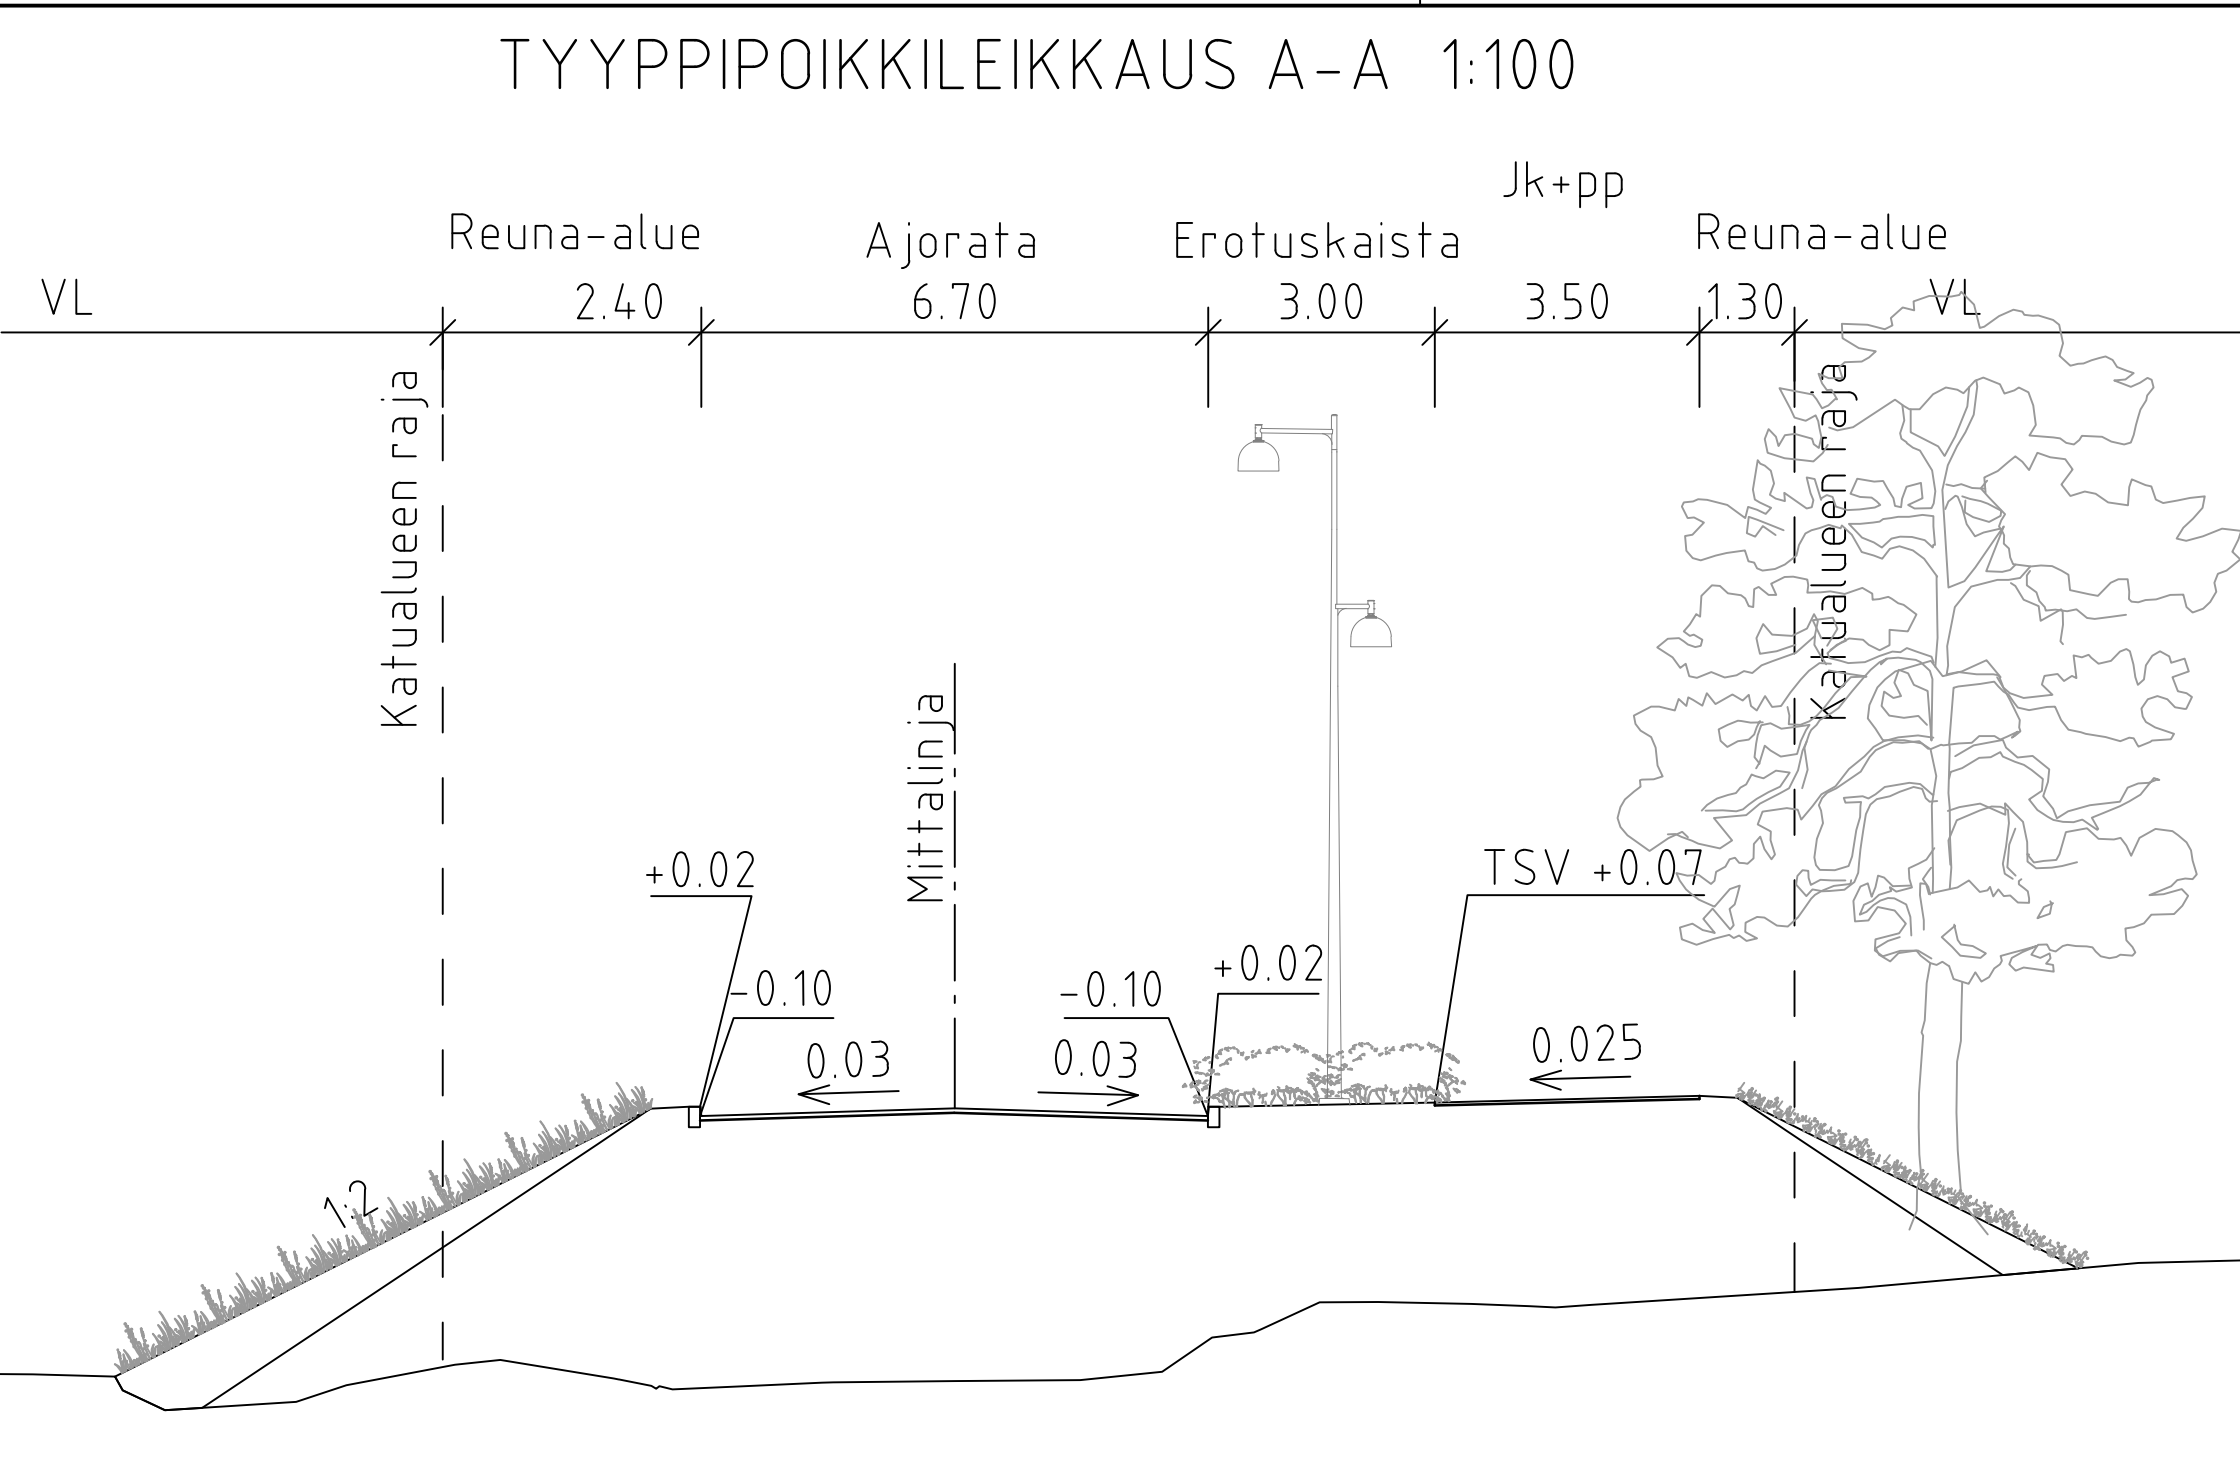 TYYPPIPOIKKILEIKKAUS A-A 1:100
Jk+pp
Reuna-alue Ajorata Erotuskaista Reuna-alue
VL 2.40 6.70 3.00 3.50 1.30 VL
Katualueen raja
Katualueen raja
Mittalinja
+0.02
TSV +0.07
-0.10
-0.10
+0.02
0.03
0.03
0.025
1:2